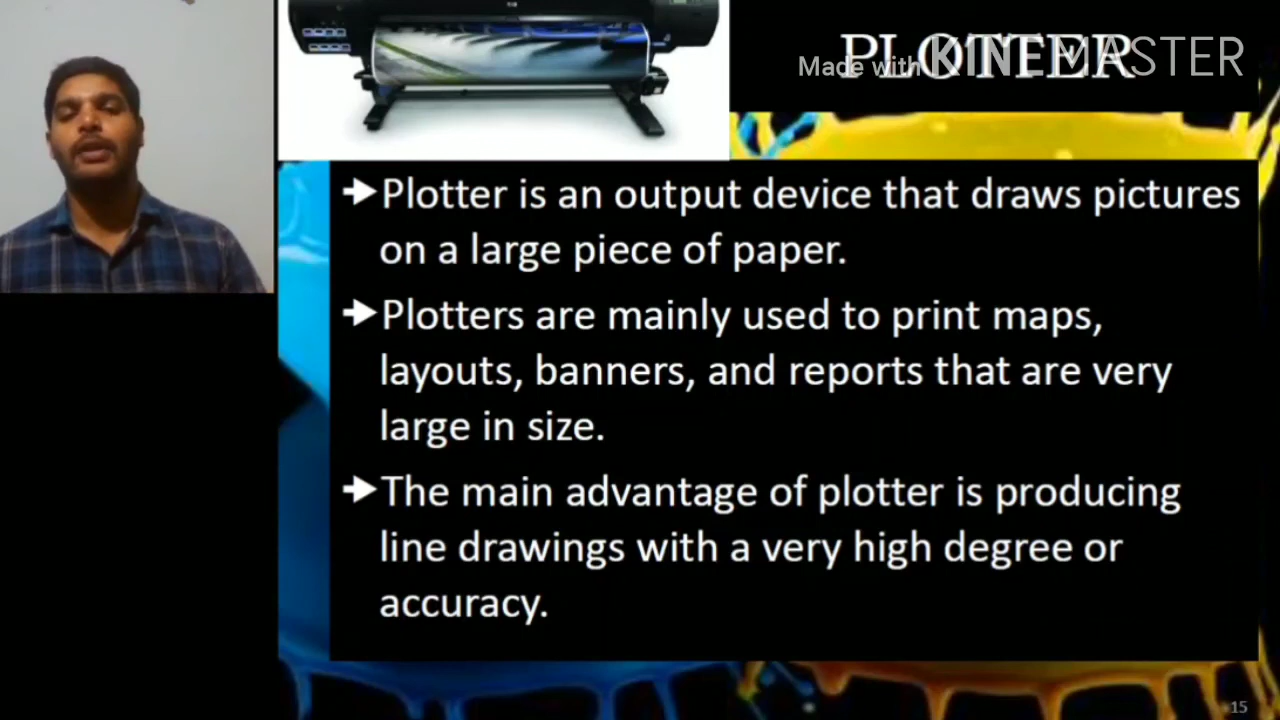 PLOTTER
Made with KINEMASTER
➔Plotter is an output device that draws pictures
on a large piece of paper.
➔Plotters are mainly used to print maps,
layouts, banners, and reports that are very
large in size.
➔The main advantage of plotter is producing
line drawings with a very high degree or
accuracy.
15